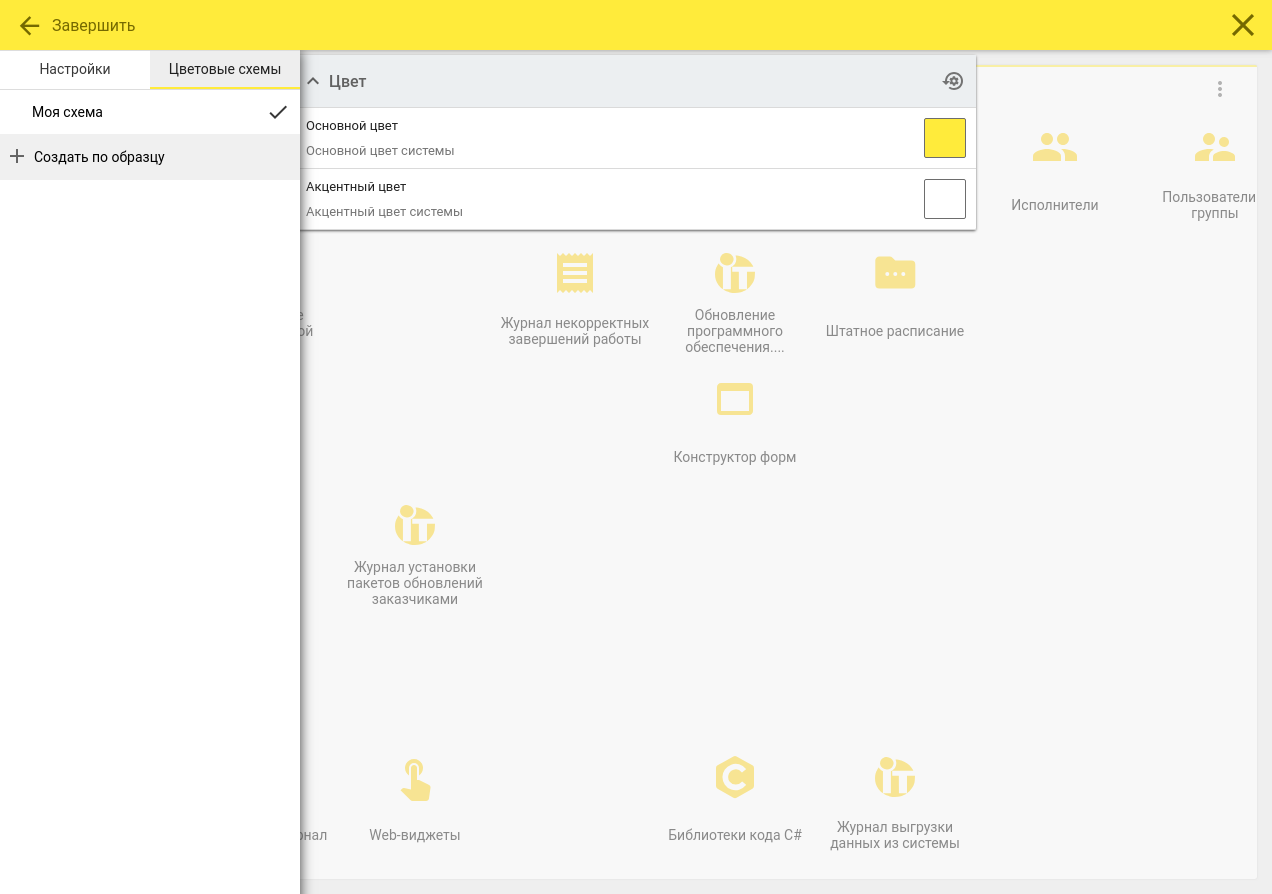 Завершить
Настройки
Цветовые схемы
Моя схема
Создать по образцу
Цвет
Основной цвет
Основной цвет системы
Акцентный цвет
Акцентный цвет системы
Исполнители
Пользователи
группы
Журнал некорректных
завершений работы
Обновление
программного
обеспечения....
Штатное расписание
Конструктор форм
Журнал установки
пакетов обновлений
заказчиками
Web-виджеты
Библиотеки кода C#
Журнал выгрузки
данных из системы